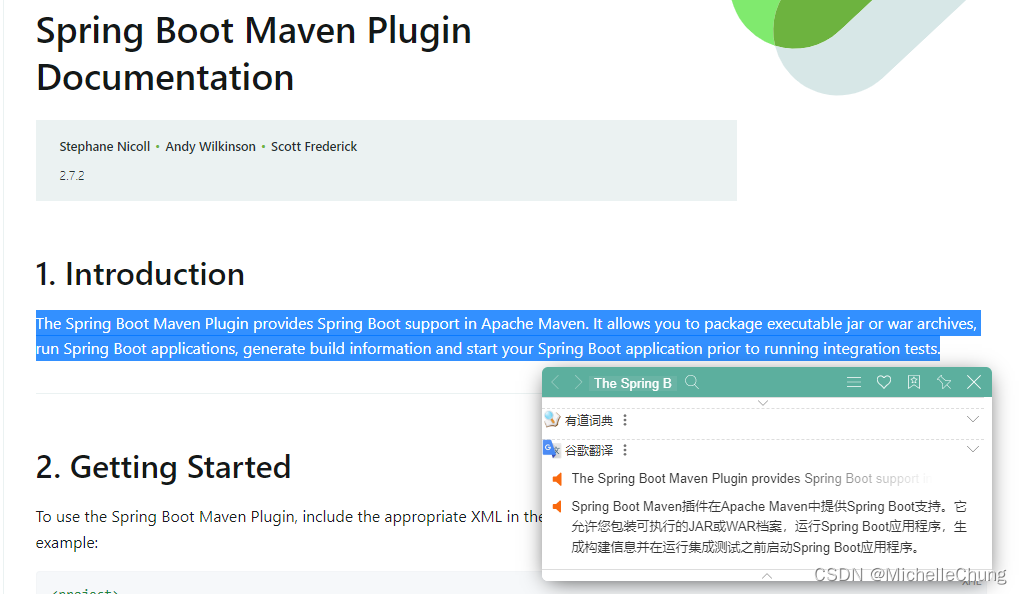 Spring Boot Maven Plugin
Documentation
Stephane Nicoll • Andy Wilkinson • Scott Frederick
2.7.2
1. Introduction
The Spring Boot Maven Plugin provides Spring Boot support in Apache Maven. It allows you to package executable jar or war archives,
run Spring Boot applications, generate build information and start your Spring Boot application prior to running integration tests.
The Spring B
有道词典
谷歌翻译
The Spring Boot Maven Plugin provides Spring Boot support
Spring Boot Maven插件在Apache Maven中提供Spring Boot支持。它
允许您包装可执行的JAR或WAR档案，运行Spring Boot应用程序，生
成构建信息并在运行集成测试之前启动Spring Boot应用程序。
2. Getting Started
To use the Spring Boot Maven Plugin, include the appropriate XML in the
example:
<project>
CSDN @MichelleChung